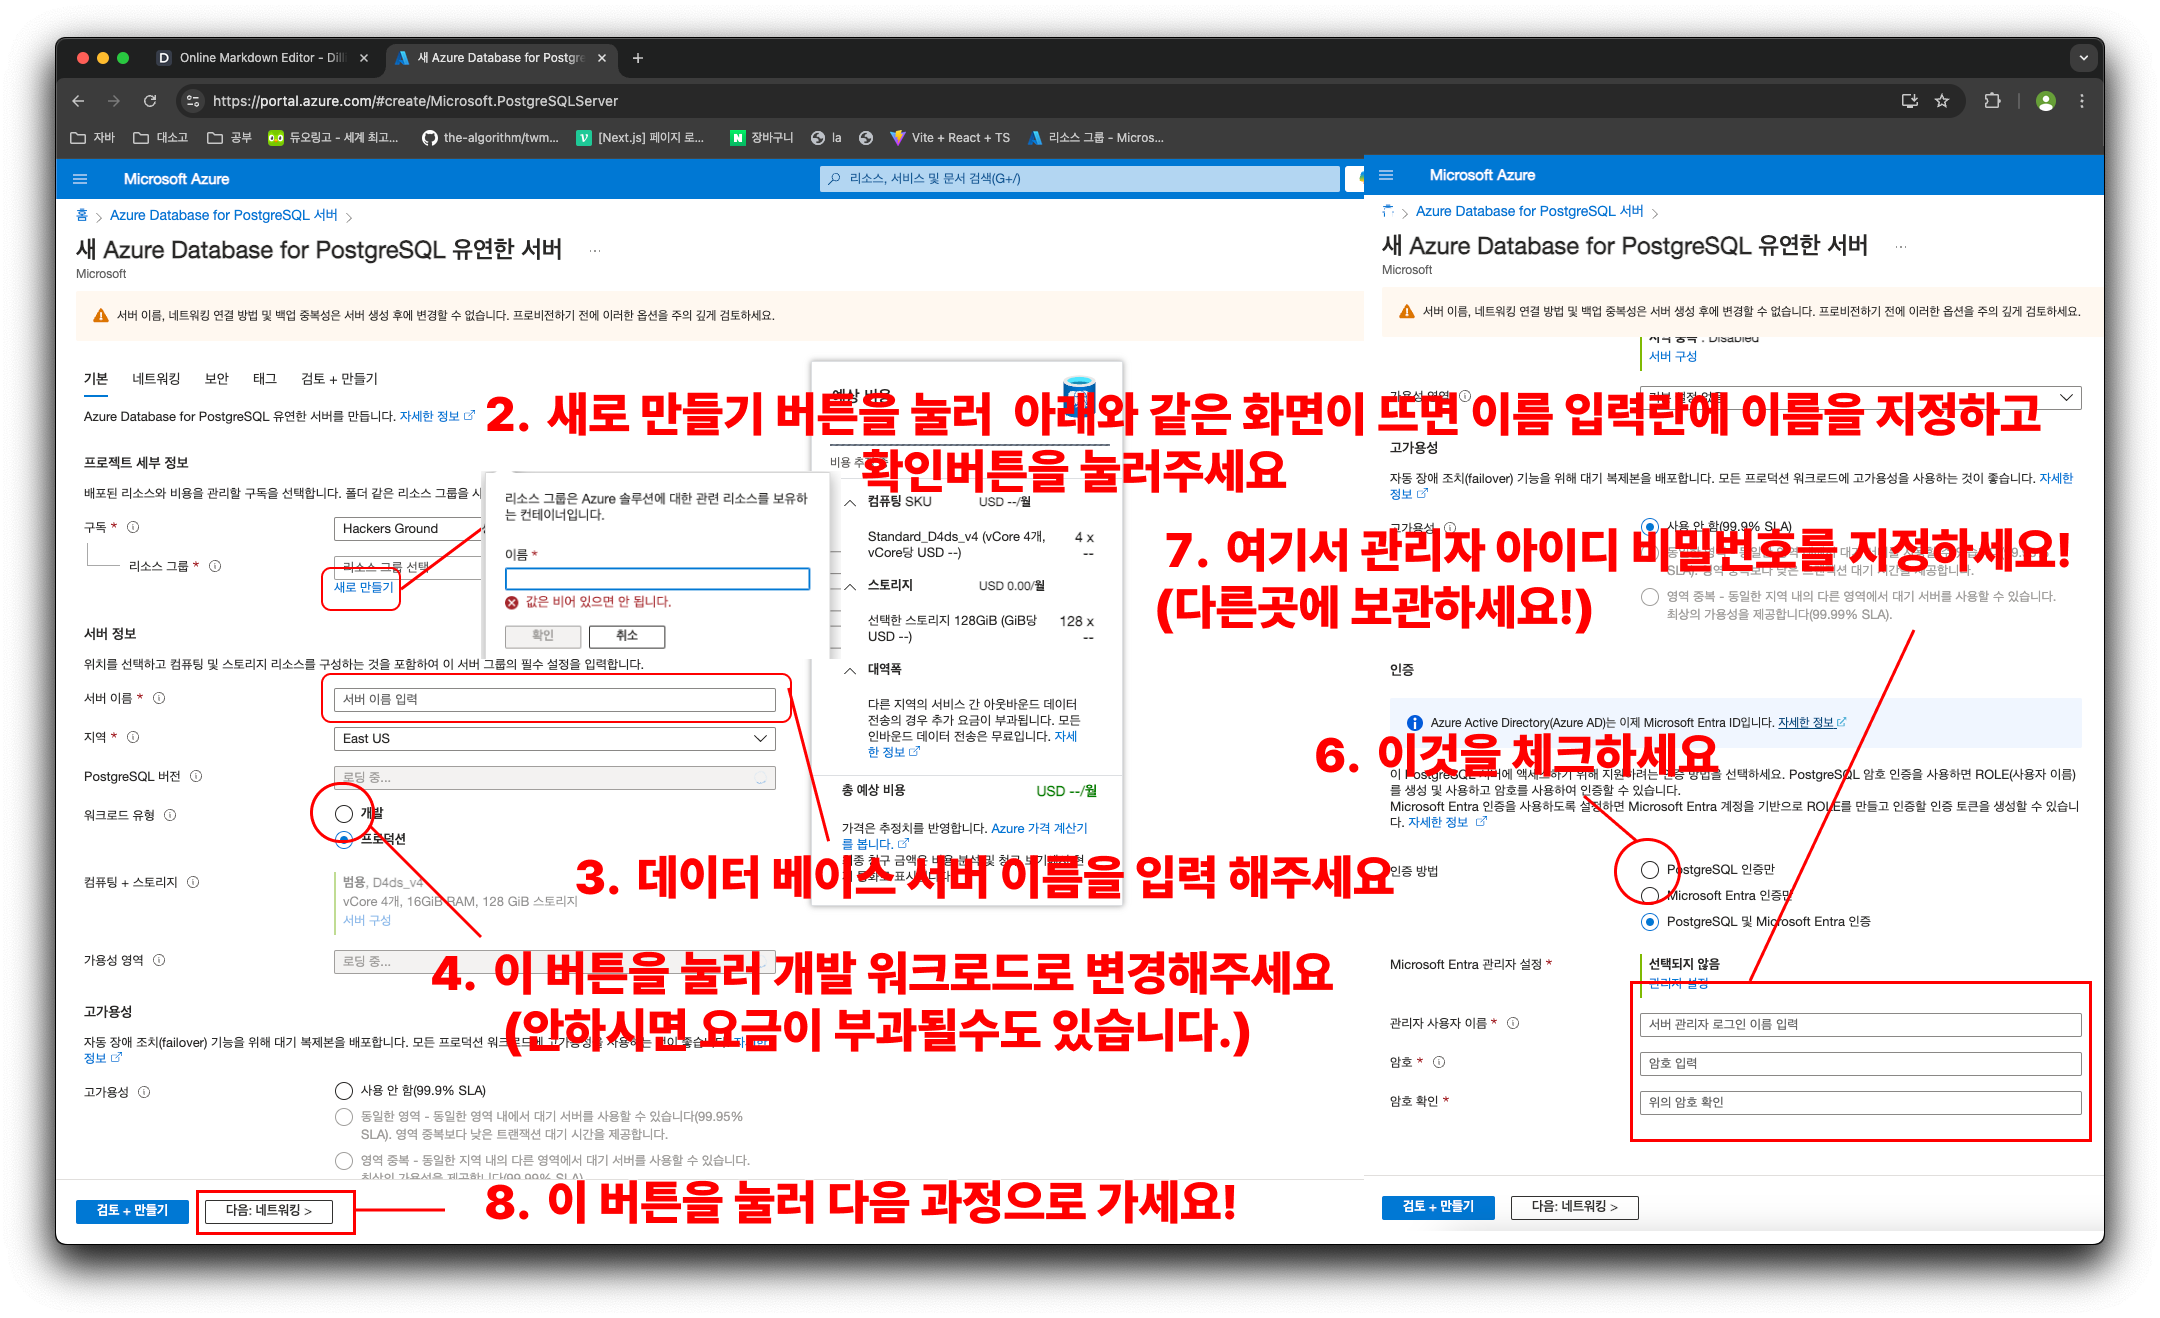 Online Markdown Editor - Dilli
새 Azure Database for Postgre
https://portal.azure.com/#create/Microsoft.PostgreSQLServer
자바
대소고
공부
듀오링고 - 세계 최고...
the-algorithm/twm...
[Next.js] 페이지 로...
장바구니
la
Vite + React + TS
리소스 그룹 - Micros...
Microsoft Azure
리소스, 서비스 및 문서 검색(G+/)
홈 > Azure Database for PostgreSQL 서버 >
새 Azure Database for PostgreSQL 유연한 서버 ...
Microsoft
서버 이름, 네트워킹 연결 방법 및 백업 중복성은 서버 생성 후에 변경할 수 없습니다. 프로비전하기 전에 이러한 옵션을 주의 깊게 검토하세요.
기본 네트워킹 보안 태그 검토 + 만들기
Azure Database for PostgreSQL 유연한 서버를 만듭니다. 자세한 정보
2. 새로 만들기 버튼을 눌러 아래와 같은 화면이 뜨면 이름 입력란에 이름을 지정하고
확인버튼을 눌러주세요
프로젝트 세부 정보
배포된 리소스와 비용을 관리할 구독을 선택합니다. 폴더 같은 리소스 그룹을 사
구독 *
Hackers Ground
리소스 그룹 *
리소스 그룹 선택
새로 만들기
리소스 그룹은 Azure 솔루션에 대한 관련 리소스를 보유하
는 컨테이너입니다.
이름 *
값은 비어 있으면 안 됩니다.
확인
취소
서버 정보
위치를 선택하고 컴퓨팅 및 스토리지 리소스를 구성하는 것을 포함하여 이 서버 그룹의 필수 설정을 입력합니다.
서버 이름 *
서버 이름 입력
지역 *
East US
PostgreSQL 버전
로딩 중...
워크로드 유형
개발
프로덕션
컴퓨팅 + 스토리지
범용, D4ds_v4
vCore 4개, 16GiB RAM, 128 GiB 스토리지
서버 구성
가용성 영역
로딩 중...
3. 데이터 베이스 서버 이름을 입력 해주세요
4. 이 버튼을 눌러 개발 워크로드로 변경해주세요
(안하시면 요금이 부과될수도 있습니다.)
고가용성
자동 장애 조치(failover) 기능을 위해 대기 복제본을 배포합니다. 모든 프로덕션 워크로드에 고가용성을 사용하는 것이 좋습니다. 자세한
정보
고가용성
사용 안 함(99.9% SLA)
동일한 영역 - 동일한 영역 내에서 대기 서버를 사용할 수 있습니다(99.95%
SLA). 영역 중복보다 낮은 트랜잭션 대기 시간을 제공합니다.
영역 중복 - 동일한 지역 내의 다른 영역에서 대기 서버를 사용할 수 있습니다.
최상의 가용성을 제공합니다(99.99% SLA).
검토 + 만들기
다음: 네트워킹 >
8. 이 버튼을 눌러 다음 과정으로 가세요!
예상 비용
비용 추
컴퓨팅 SKU USD --/월
Standard_D4ds_v4 (vCore 4개, 4 x
vCore당 USD --) --
스토리지 USD 0.00/월
선택한 스토리지 128GiB (GiB당 128 x
USD --) --
대역폭
다른 지역의 서비스 간 아웃바운드 데이터
전송의 경우 추가 요금이 부과됩니다. 모든
인바운드 데이터 전송은 무료입니다. 자세
한 정보
총 예상 비용 USD --/월
가격은 추정치를 반영합니다. Azure 가격 계산기
를 봅니다.
Microsoft Azure
> Azure Database for PostgreSQL 서버 >
새 Azure Database for PostgreSQL 유연한 서버 ...
Microsoft
서버 이름, 네트워킹 연결 방법 및 백업 중복성은 서버 생성 후에 변경할 수 없습니다. 프로비전하기 전에 이러한 옵션을 주의 깊게 검토하세요.
지역 중복 : Disabled
서버 구성
가용성 영역
고가용성
자동 장애 조치(failover) 기능을 위해 대기 복제본을 배포합니다. 모든 프로덕션 워크로드에 고가용성을 사용하는 것이 좋습니다. 자세한
정보
고가용성
사용 안 함(99.9% SLA)
7. 여기서 관리자 아이디 비밀번호를 지정하세요!
(다른곳에 보관하세요!)
SLA). 영역 중복보다 낮은 트랜잭션 대기 시간을 제공합니다.
영역 중복 - 동일한 지역 내의 다른 영역에서 대기 서버를 사용할 수 있습니다.
최상의 가용성을 제공합니다(99.99% SLA).
인증
Azure Active Directory(Azure AD)는 이제 Microsoft Entra ID입니다. 자세한 정보
6. 이것을 체크하세요
이 PostgreSQL 서버에 액세스하기 위해 지원하려는 인증 방법을 선택하세요. PostgreSQL 암호 인증을 사용하면 ROLE(사용자 이름)
를 생성 및 사용하고 암호를 사용하여 인증할 수 있습니다.
Microsoft Entra 인증을 사용하도록 설정하면 Microsoft Entra 계정을 기반으로 ROLE를 만들고 인증할 인증 토큰을 생성할 수 있습니
다. 자세한 정보
인증 방법
PostgreSQL 인증만
Microsoft Entra 인증만
PostgreSQL 및 Microsoft Entra 인증
Microsoft Entra 관리자 설정 *
선택되지 않음
관리자 설정
관리자 사용자 이름 *
서버 관리자 로그인 이름 입력
암호 *
암호 입력
암호 확인 *
위의 암호 확인
검토 + 만들기
다음: 네트워킹 >